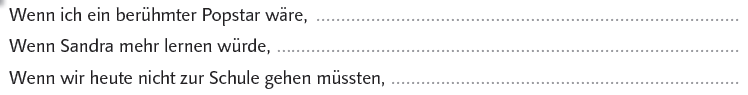 Wenn ich ein berühmter Popstar wäre, ....................................................................................
Wenn Sandra mehr lernen würde, ............................................................................................
Wenn wir heute nicht zur Schule gehen müssten, .....................................................................